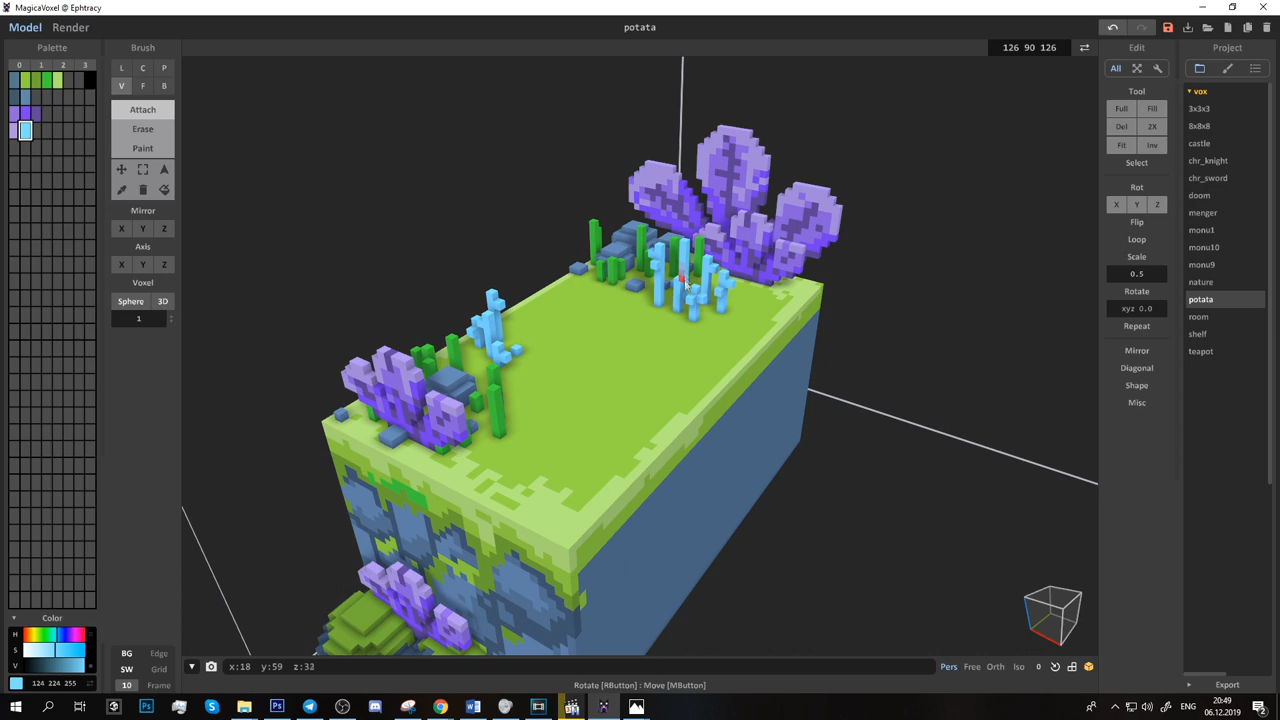 MagicaVoxel @ Ephtracy
Model Render
potata
Palette
0 1 2 3
Brush
L C P
V F B
Attach
Erase
Paint
Mirror
X Y Z
Axis
X Y Z
Voxel
Sphere 3D
1
Color
H
S
V
124 224 255
BG Edge
SW Grid
10 Frame
126 90 126
x:18 y:59 z:32
Pers Free Orth Iso 0
Rotate [RButton] : Move [MButton]
Edit
All
Tool
Full Fill
Del 2X
Fit Inv
Select
Rot
X Y Z
Flip
Loop
Scale
0.5
Rotate
xyz 0.0
Repeat
Mirror
Diagonal
Shape
Misc
Project
vox
3x3x3
8x8x8
castle
chr_knight
chr_sword
doom
menger
monu1
monu10
monu9
nature
potata
room
shelf
teapot
Export
ENG
20:49
06.12.2019